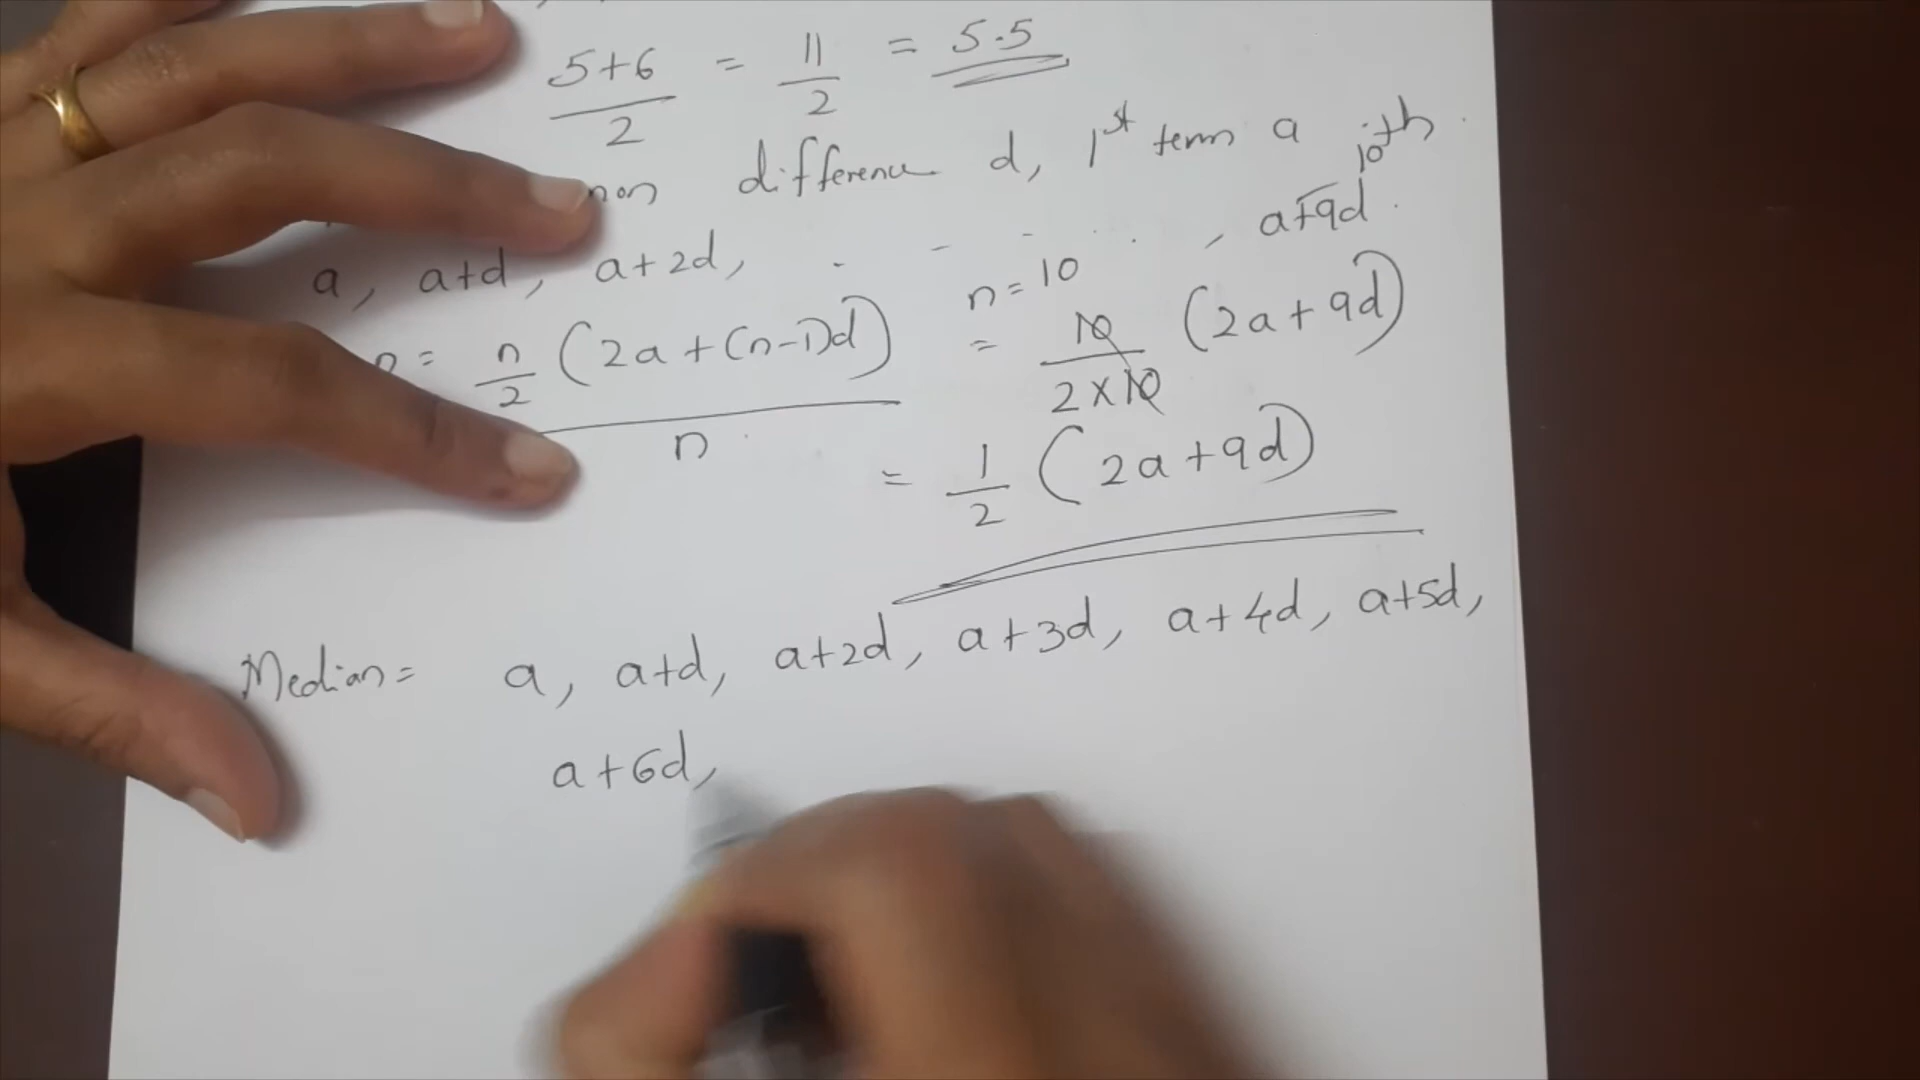 5+6/2 = 11/2 = 5.5
difference d, 1st term a 10th
a, a+d, a+2d, . - - . . , a+9d.
n = 10
= n/2 (2a + (n-1)d) / n = 10/2×10 (2a + 9d)
= 1/2 (2a + 9d)
Median = a, a+d, a+2d, a+3d, a+4d, a+5d,
a+6d,